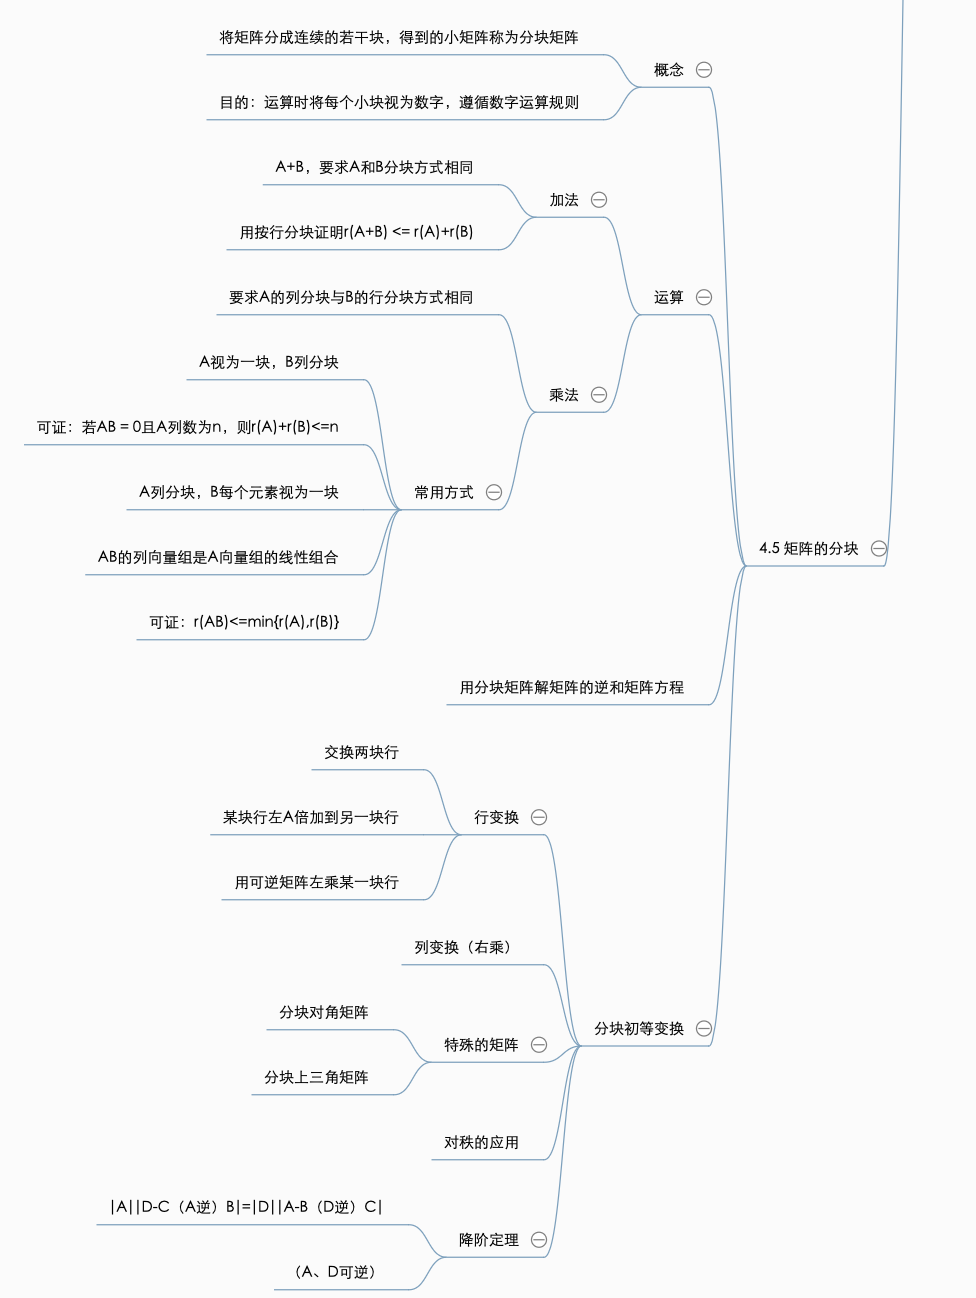 将矩阵分成连续的若干块，得到的小矩阵称为分块矩阵
概念
目的：运算时将每个小块视为数字，遵循数字运算规则
A+B，要求A和B分块方式相同
加法
用按行分块证明r(A+B) <= r(A)+r(B)
要求A的列分块与B的行分块方式相同
运算
A视为一块，B列分块
乘法
可证：若AB = 0且A列数为n，则r(A)+r(B)<=n
A列分块，B每个元素视为一块
常用方式
AB的列向量组是A向量组的线性组合
4.5 矩阵的分块
可证：r(AB)<=min{r(A),r(B)}
用分块矩阵解矩阵的逆和矩阵方程
交换两块行
某块行左A倍加到另一块行
行变换
用可逆矩阵左乘某一块行
列变换（右乘）
分块对角矩阵
分块初等变换
特殊的矩阵
分块上三角矩阵
对秩的应用
|A||D-C（A逆）B|=|D||A-B（D逆）C|
降阶定理
（A、D可逆）